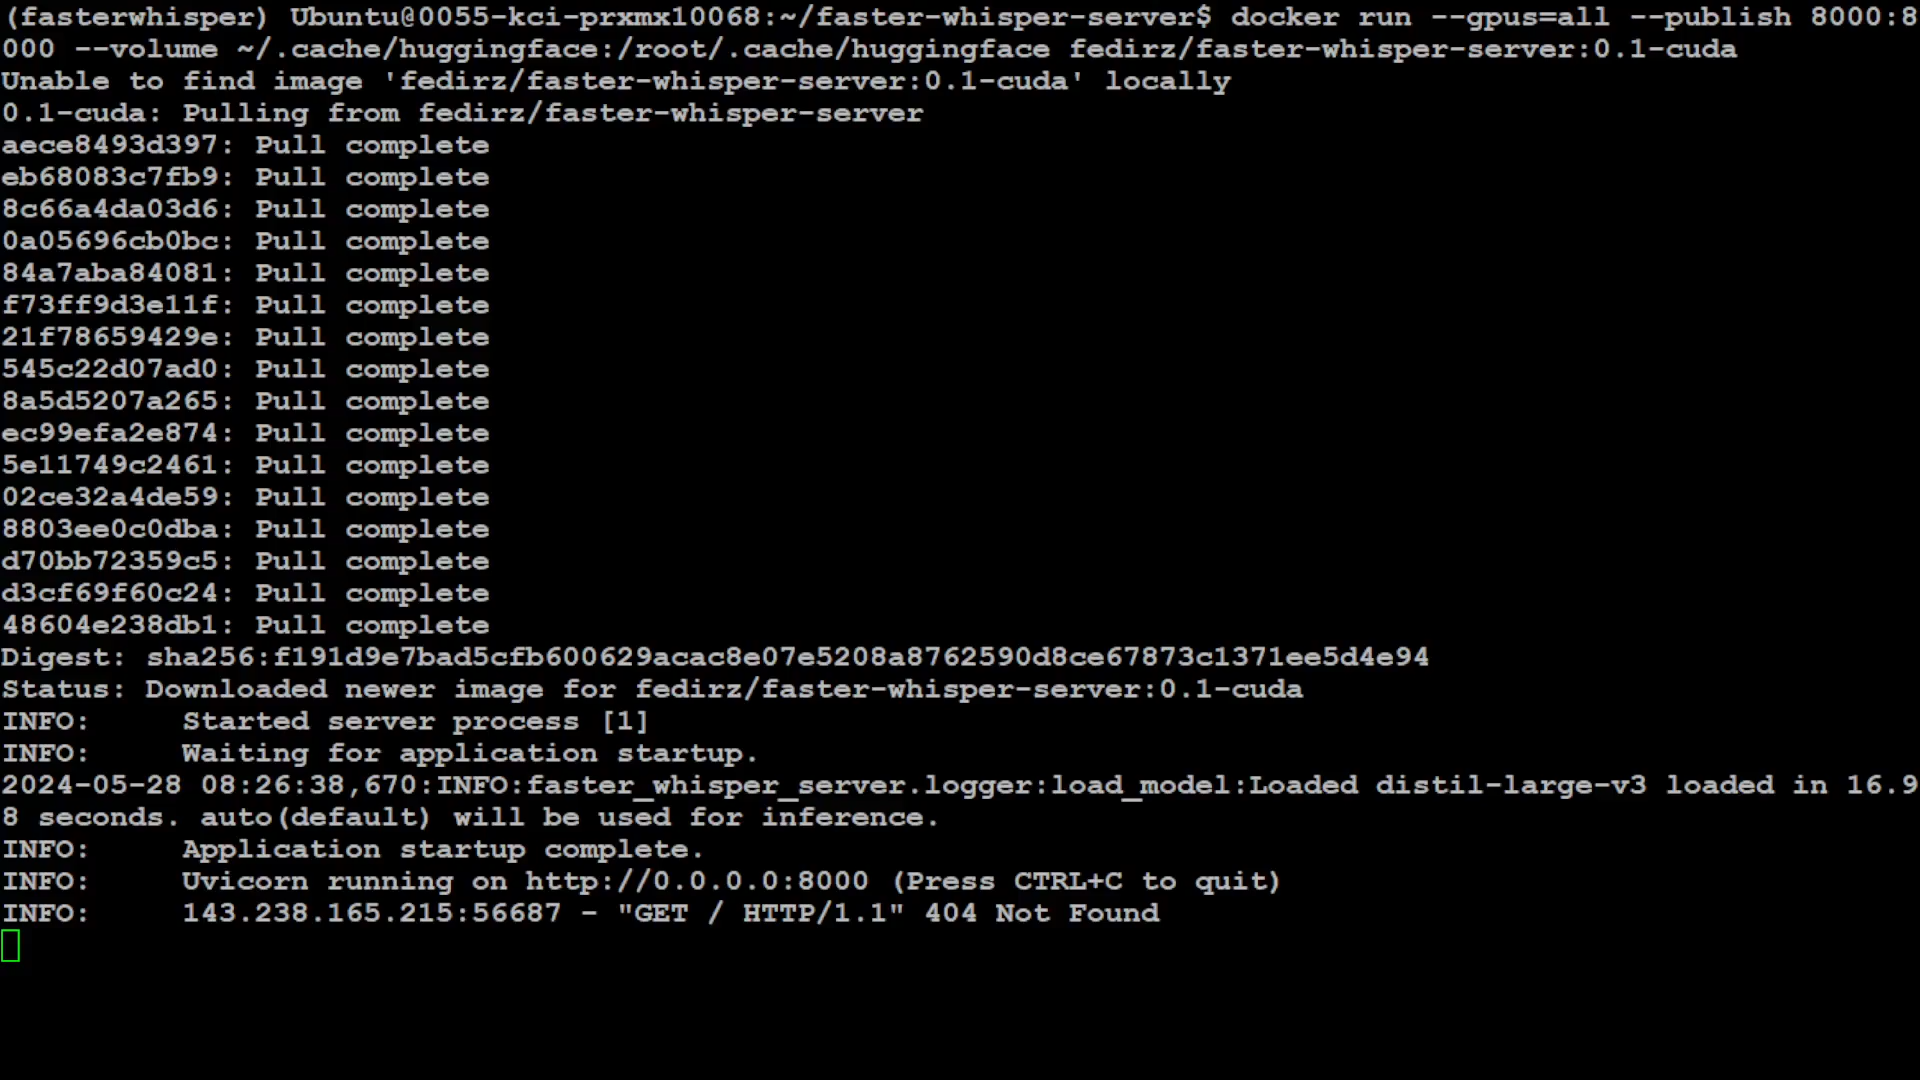 (fasterwhisper) Ubuntu@0055-kci-prxmx10068:~/faster-whisper-server$ docker run --gpus=all --publish 8000:8
000 --volume ~/.cache/huggingface:/root/.cache/huggingface fedirz/faster-whisper-server:0.1-cuda
Unable to find image 'fedirz/faster-whisper-server:0.1-cuda' locally
0.1-cuda: Pulling from fedirz/faster-whisper-server
aece8493d397: Pull complete
eb68083c7fb9: Pull complete
8c66a4da03d6: Pull complete
0a05696cb0bc: Pull complete
84a7aba84081: Pull complete
f73ff9d3e11f: Pull complete
21f78659429e: Pull complete
545c22d07ad0: Pull complete
8a5d5207a265: Pull complete
ec99efa2e874: Pull complete
5e11749c2461: Pull complete
02ce32a4de59: Pull complete
8803ee0c0dba: Pull complete
d70bb72359c5: Pull complete
d3cf69f60c24: Pull complete
48604e238db1: Pull complete
Digest: sha256:f191d9e7bad5cfb600629acac8e07e5208a8762590d8ce67873c1371ee5d4e94
Status: Downloaded newer image for fedirz/faster-whisper-server:0.1-cuda
INFO:     Started server process [1]
INFO:     Waiting for application startup.
2024-05-28 08:26:38,670:INFO:faster_whisper_server.logger:load_model:Loaded distil-large-v3 loaded in 16.9
8 seconds. auto(default) will be used for inference.
INFO:     Application startup complete.
INFO:     Uvicorn running on http://0.0.0.0:8000 (Press CTRL+C to quit)
INFO:     143.238.165.215:56687 - "GET / HTTP/1.1" 404 Not Found